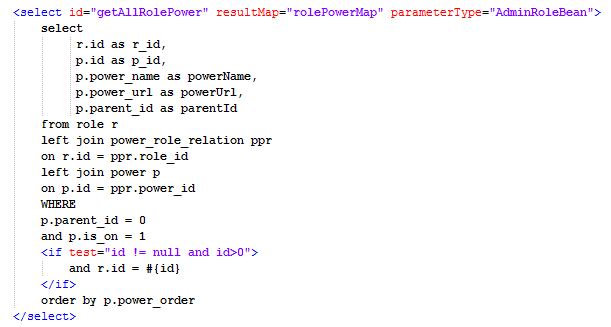 <select id="getAllRolePower" resultMap="rolePowerMap" parameterType="AdminRoleBean">
select
r.id as r_id,
p.id as p_id,
p.power_name as powerName,
p.power_url as powerUrl,
p.parent_id as parentId
from role r
left join power_role_relation ppr
on r.id = ppr.role_id
left join power p
on p.id = ppr.power_id
WHERE
p.parent_id = 0
and p.is_on = 1
<if test="id != null and id>0">
and r.id = #{id}
</if>
order by p.power_order
</select>